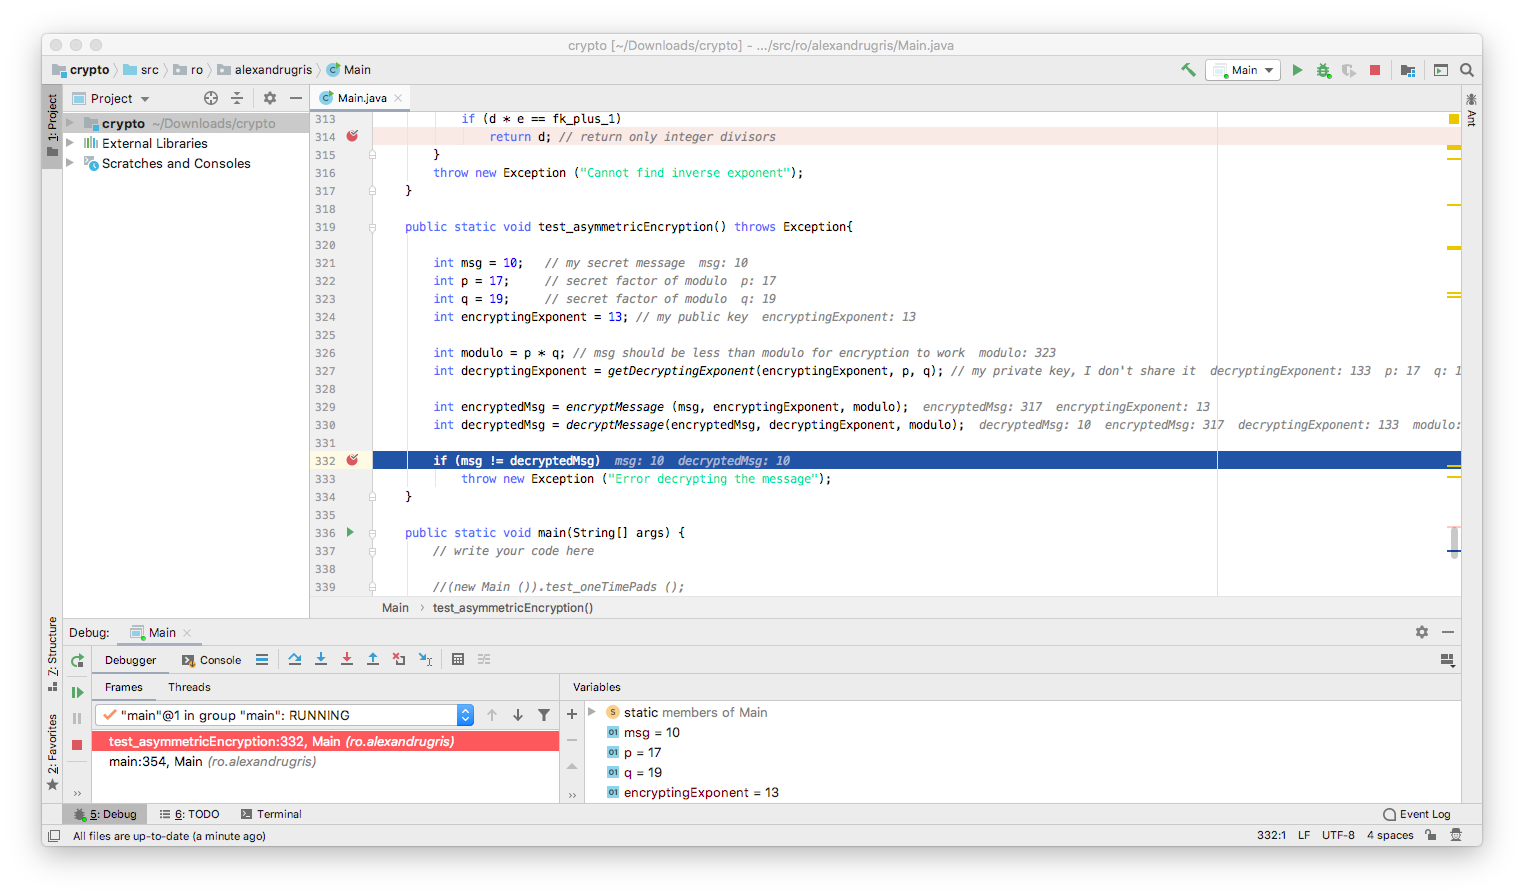 crypto [~/Downloads/crypto] - .../src/ro/alexandrugris/Main.java
crypto src ro alexandrugris Main
Main
1: Project
Project
Main.java
Ant
crypto ~/Downloads/crypto
External Libraries
Scratches and Consoles
313 if (d * e == fk_plus_1)
314 return d; // return only integer divisors
315 }
316 throw new Exception ("Cannot find inverse exponent");
317 }
318
319 public static void test_asymmetricEncryption() throws Exception{
320
321 int msg = 10; // my secret message msg: 10
322 int p = 17; // secret factor of modulo p: 17
323 int q = 19; // secret factor of modulo q: 19
324 int encryptingExponent = 13; // my public key encryptingExponent: 13
325
326 int modulo = p * q; // msg should be less than modulo for encryption to work modulo: 323
327 int decryptingExponent = getDecryptingExponent(encryptingExponent, p, q); // my private key, I don't share it decryptingExponent: 133 p: 17 q: 1
328
329 int encryptedMsg = encryptMessage (msg, encryptingExponent, modulo); encryptedMsg: 317 encryptingExponent: 13
330 int decryptedMsg = decryptMessage(encryptedMsg, decryptingExponent, modulo); decryptedMsg: 10 encryptedMsg: 317 decryptingExponent: 133 modulo:
331
332 if (msg != decryptedMsg) msg: 10 decryptedMsg: 10
333 throw new Exception ("Error decrypting the message");
334 }
335
336 public static void main(String[] args) {
337 // write your code here
338
339 //(new Main ()).test_oneTimePads ();
Main › test_asymmetricEncryption()
Z: Structure
2: Favorites
Debug: Main
Debugger Console
Frames Threads
Variables
"main"@1 in group "main": RUNNING
test_asymmetricEncryption:332, Main (ro.alexandrugris)
main:354, Main (ro.alexandrugris)
static members of Main
msg = 10
p = 17
q = 19
encryptingExponent = 13
5: Debug 6: TODO Terminal
Event Log
All files are up-to-date (a minute ago)
332:1 LF UTF-8 4 spaces